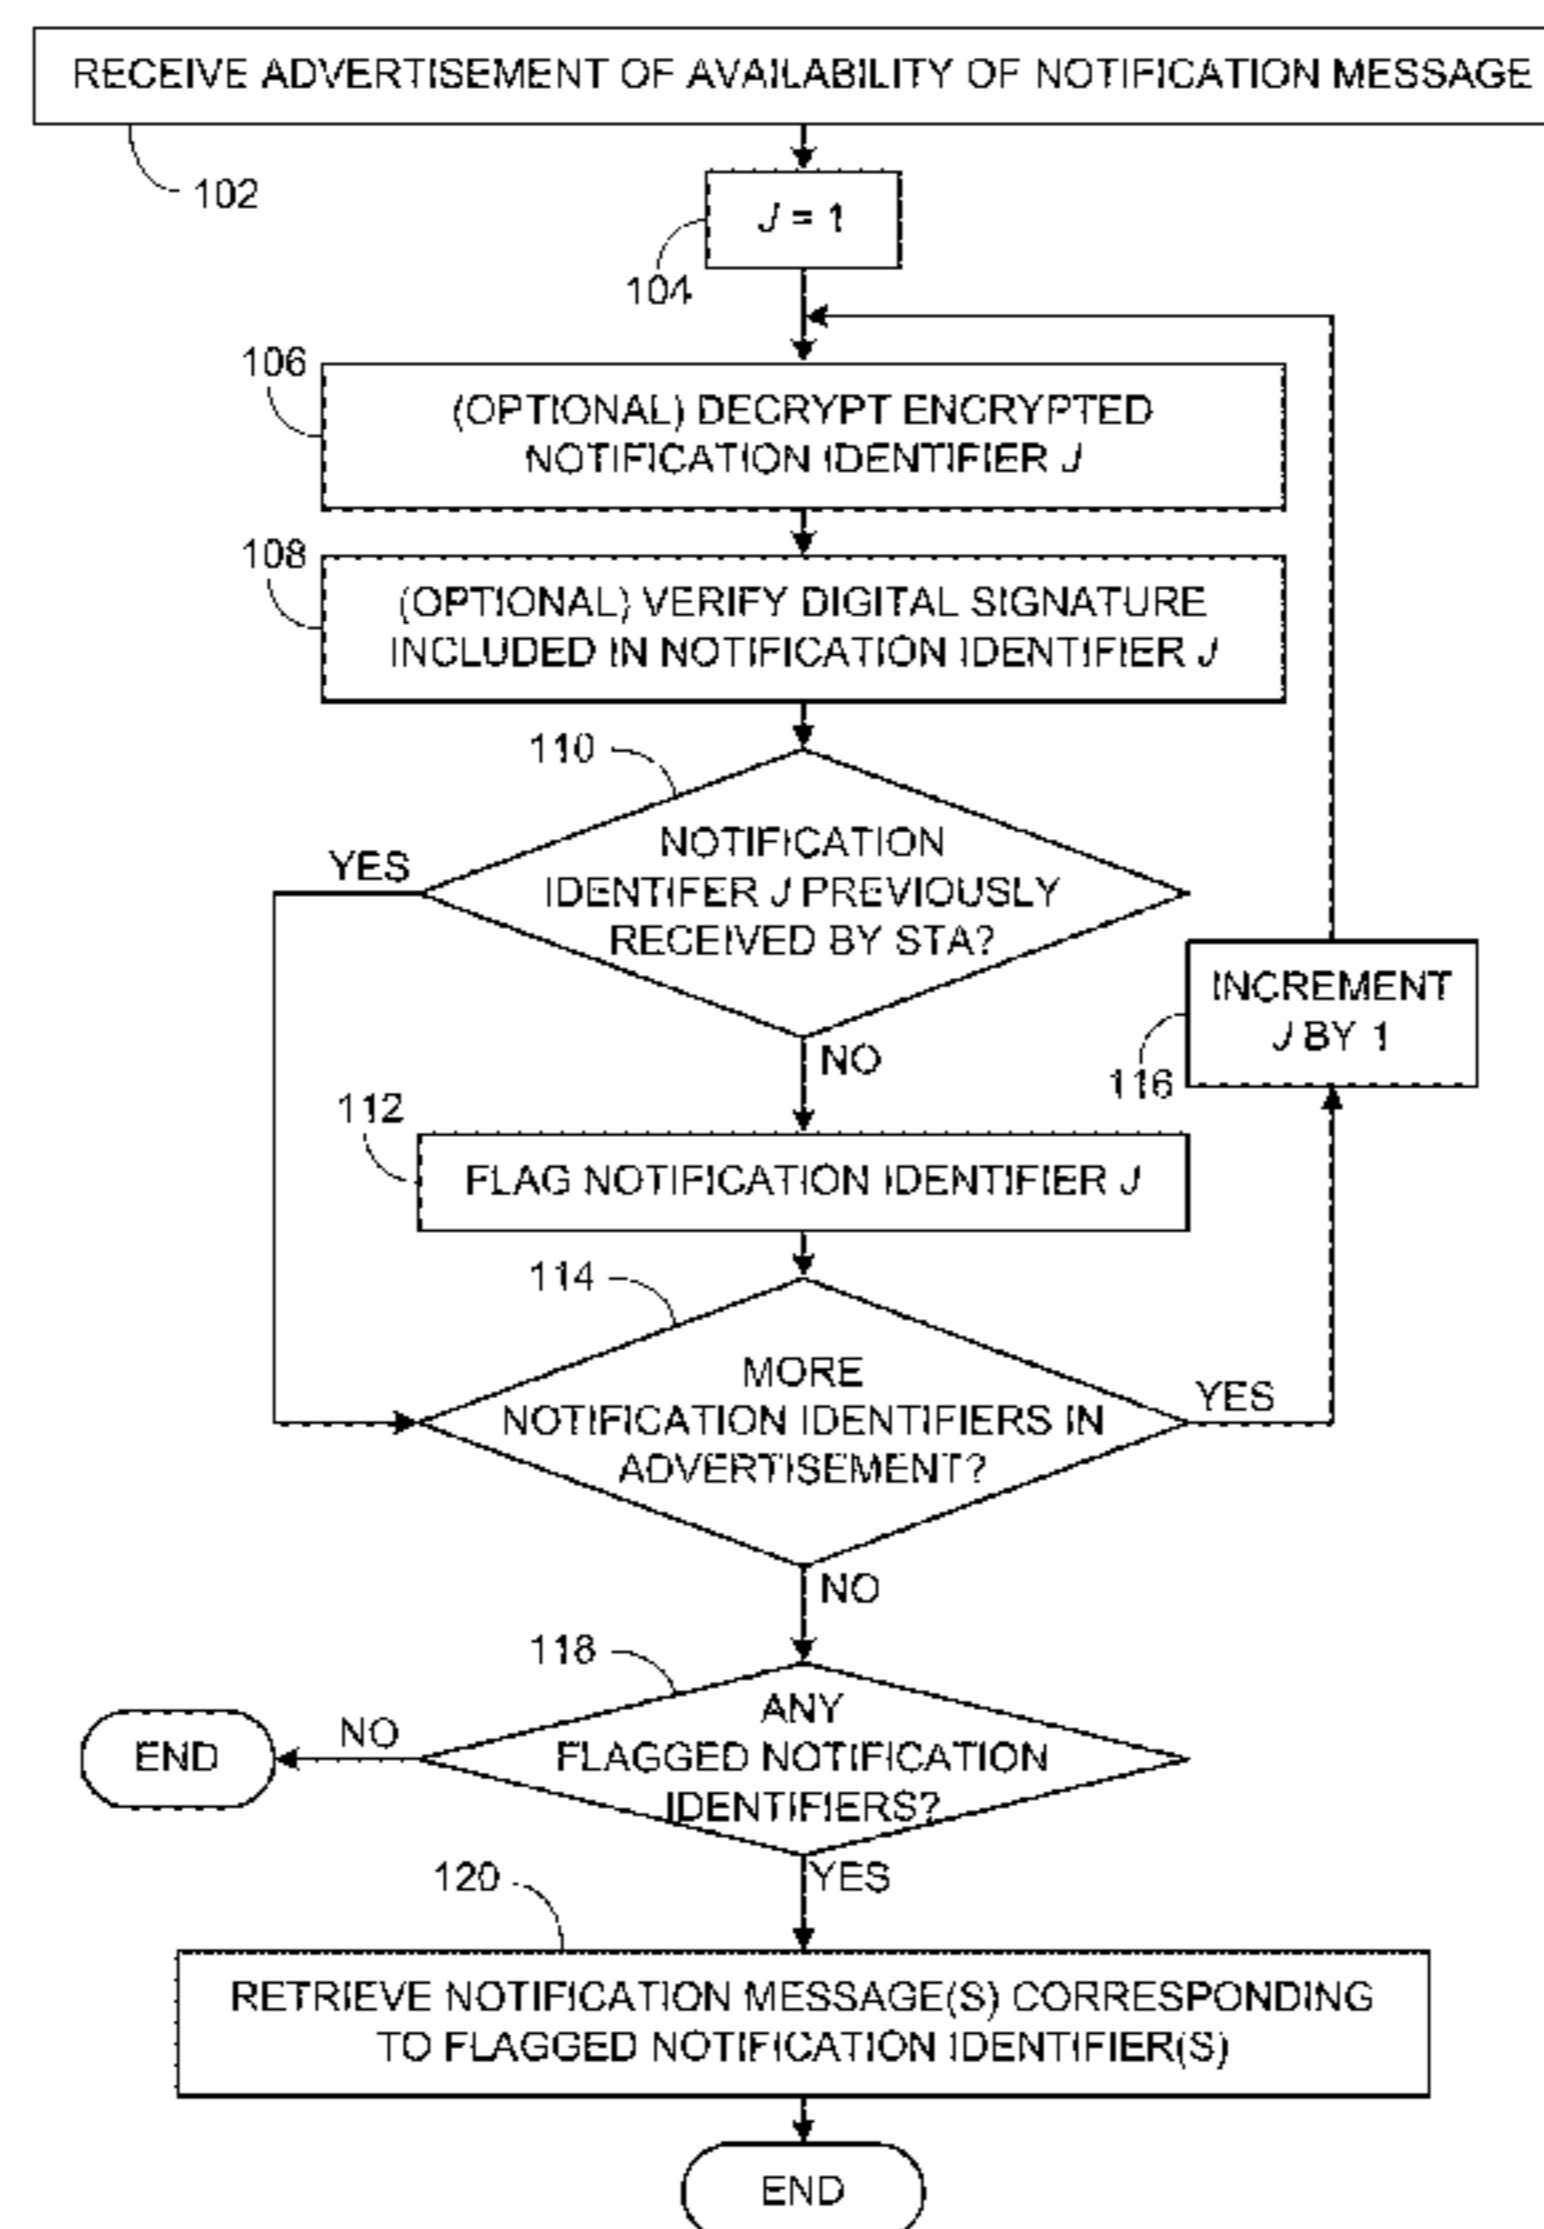 RECEIVE ADVERTISEMENT OF AVAILABILITY OF NOTIFICATION MESSAGE
102
J = 1
104
106
(OPTIONAL) DECRYPT ENCRYPTED
NOTIFICATION IDENTIFIER J
108
(OPTIONAL) VERIFY DIGITAL SIGNATURE
INCLUDED IN NOTIFICATION IDENTIFIER J
110
NOTIFICATION
IDENTIFER J PREVIOUSLY
RECEIVED BY STA?
YES
NO
INCREMENT
J BY 1
116
112
FLAG NOTIFICATION IDENTIFIER J
114
MORE
NOTIFICATION IDENTIFIERS IN
ADVERTISEMENT?
YES
NO
118
ANY
FLAGGED NOTIFICATION
IDENTIFIERS?
NO
END
YES
120
RETRIEVE NOTIFICATION MESSAGE(S) CORRESPONDING
TO FLAGGED NOTIFICATION IDENTIFIER(S)
END